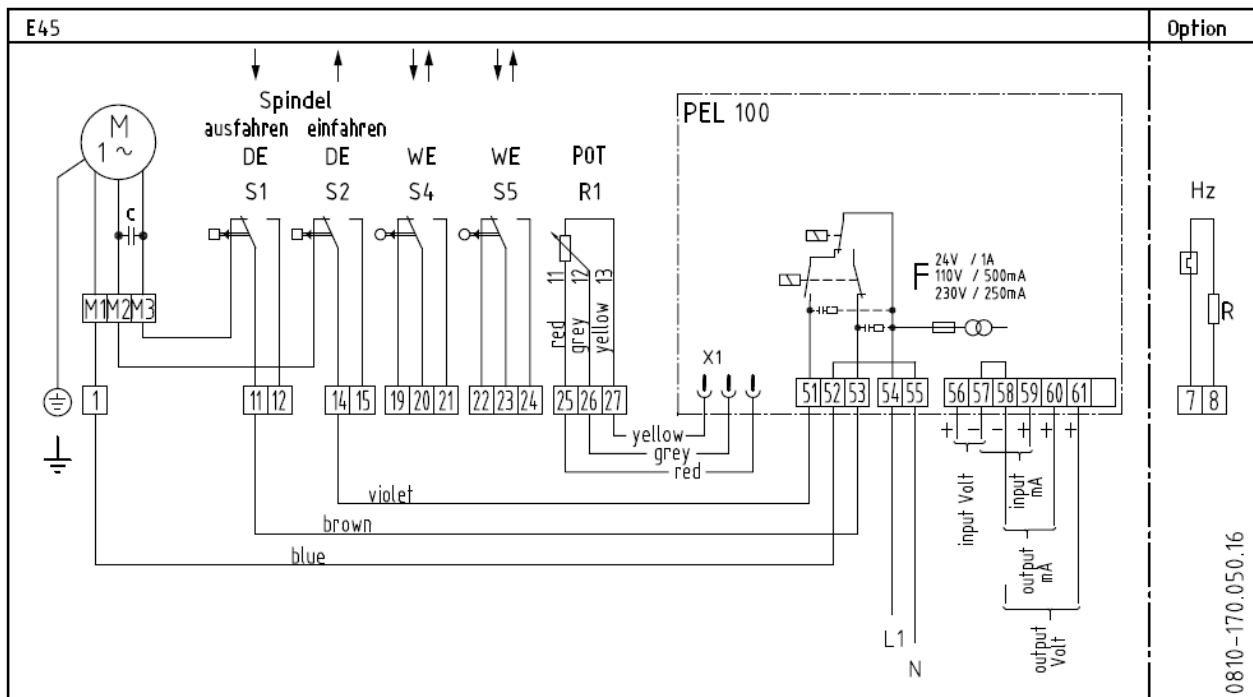 E45
Option
Spindel
ausfahren einfahren
DE DE WE WE POT
S1 S2 S4 S5 R1
M
1 ~
C
M1 M2 M3
11 12 13
red
grey
yellow
PEL 100
F
24V / 1A
110V / 500mA
230V / 250mA
X1
Hz
R
1
11 12
14 15
19 20 21
22 23 24
25 26 27
51 52 53
54 55
56 57 58 59 60 61
7 8
+ - - + + +
yellow
grey
red
violet
brown
blue
input Volt
input
mA
output
mA
output
Volt
L1
N
0810-170.050.16